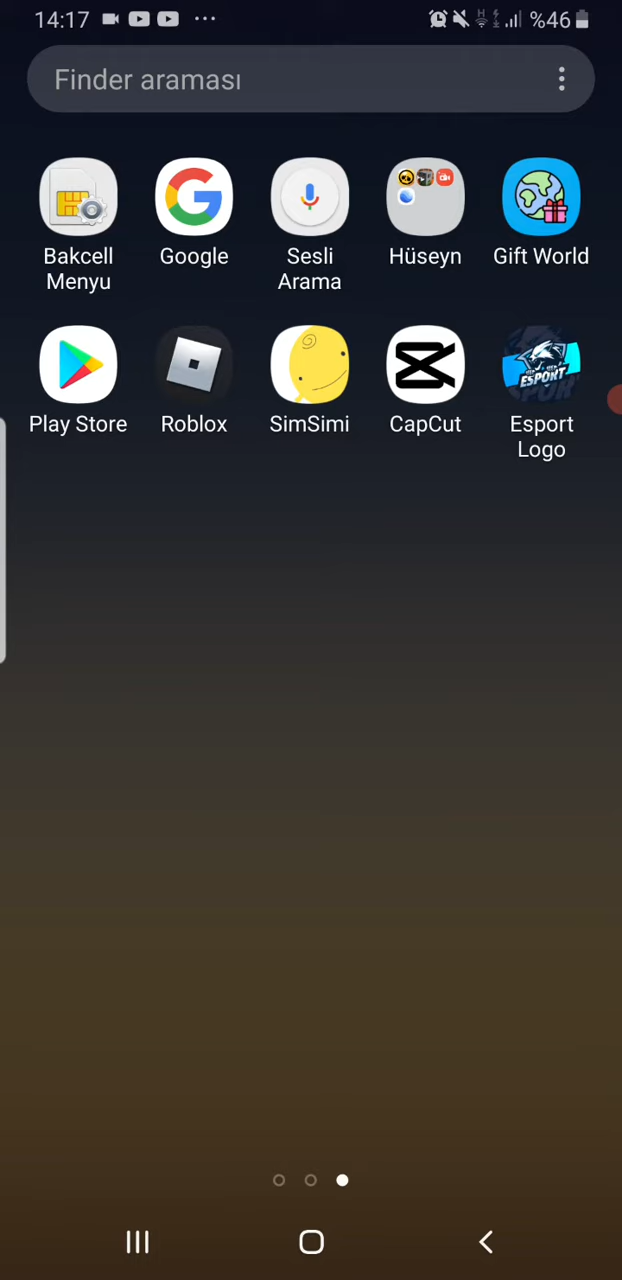 14:17
%46
Finder araması
Bakcell
Menyu
Google
Sesli
Arama
Hüseyn
Gift World
Play Store
Roblox
SimSimi
CapCut
ESPORT
Esport
Logo